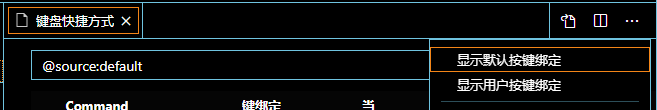 键盘快捷方式
@source:default
显示默认按键绑定
显示用户按键绑定
Command 键绑定 当